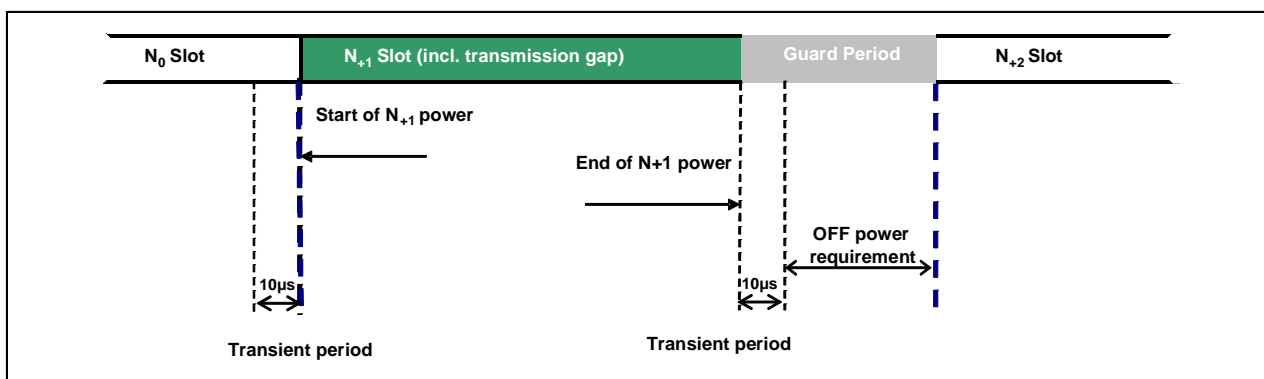 N0 Slot
N+1 Slot (incl. transmission gap)
Guard Period
N+2 Slot
Start of N+1 power
End of N+1 power
OFF power
requirement
10µs
10µs
Transient period
Transient period